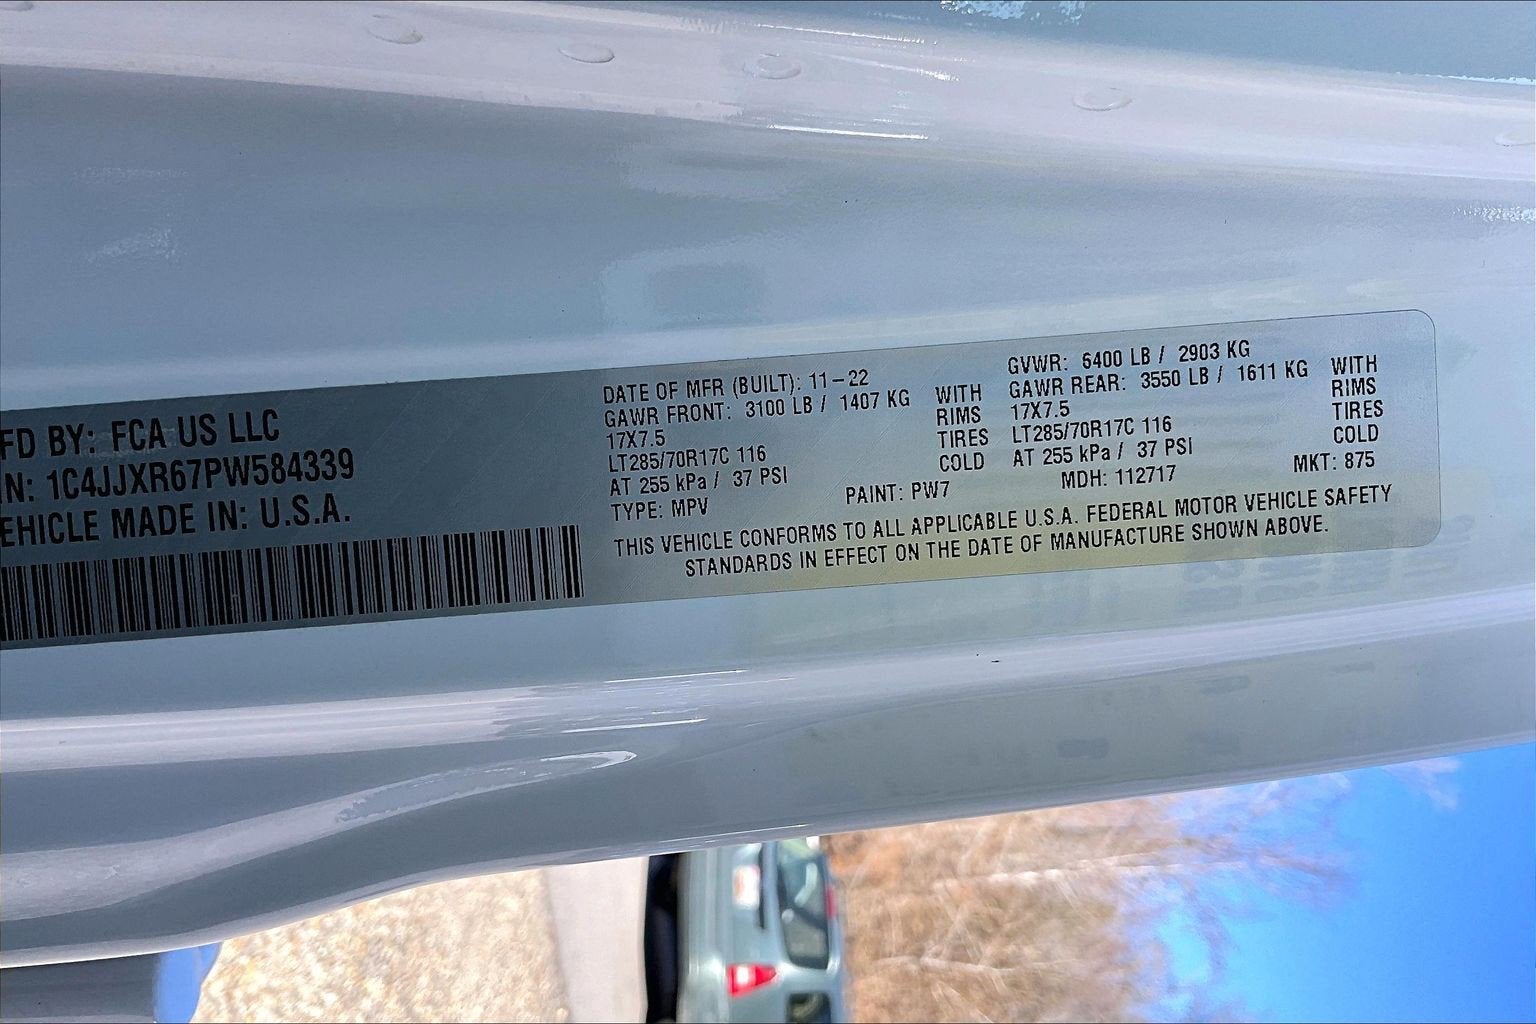 FD BY: FCA US LLC
IN: 1C4JJXR67PW584339
EHICLE MADE IN: U.S.A.
DATE OF MFR (BUILT): 11-22
GAWR FRONT: 3100 LB / 1407 KG WITH
17X7.5 RIMS
LT285/70R17C 116 TIRES
AT 255 kPa / 37 PSI COLD
TYPE: MPV PAINT: PW7
GVWR: 6400 LB / 2903 KG
GAWR REAR: 3550 LB / 1611 KG WITH
17X7.5 RIMS
LT285/70R17C 116 TIRES
AT 255 kPa / 37 PSI COLD
MDH: 112717 MKT: 875
THIS VEHICLE CONFORMS TO ALL APPLICABLE U.S.A. FEDERAL MOTOR VEHICLE SAFETY
STANDARDS IN EFFECT ON THE DATE OF MANUFACTURE SHOWN ABOVE.